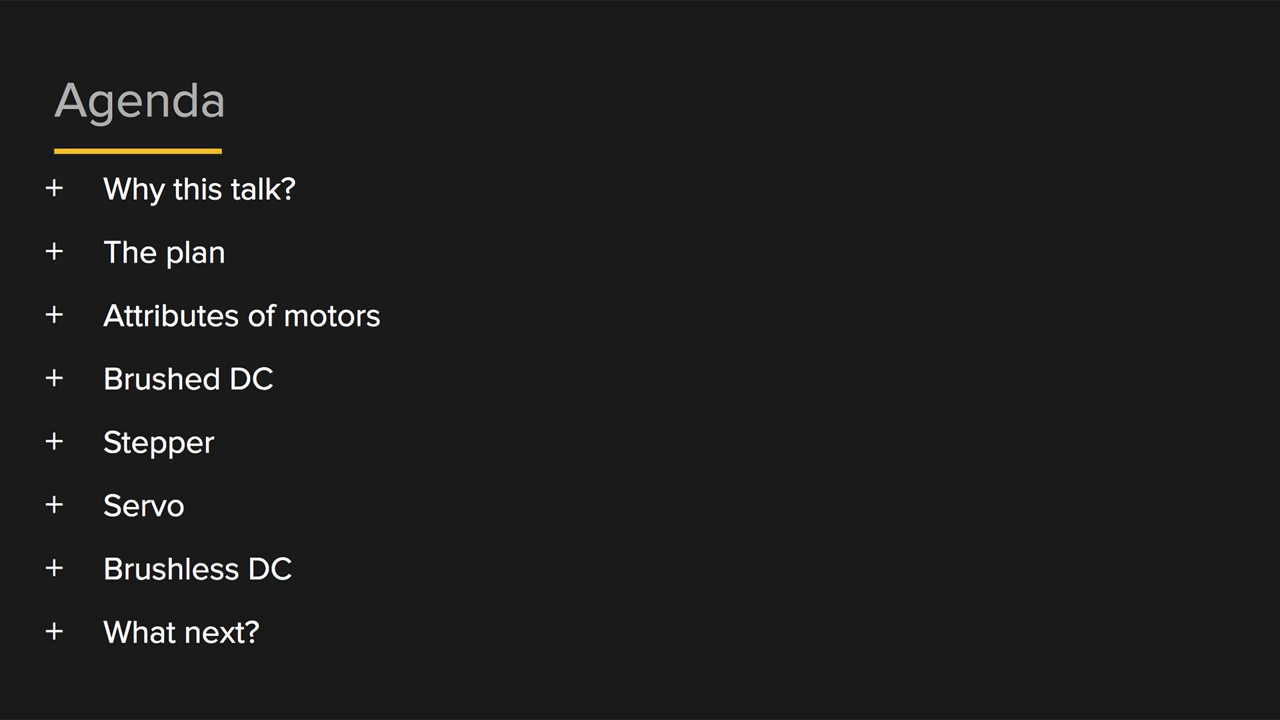 Agenda
+ Why this talk?
+ The plan
+ Attributes of motors
+ Brushed DC
+ Stepper
+ Servo
+ Brushless DC
+ What next?